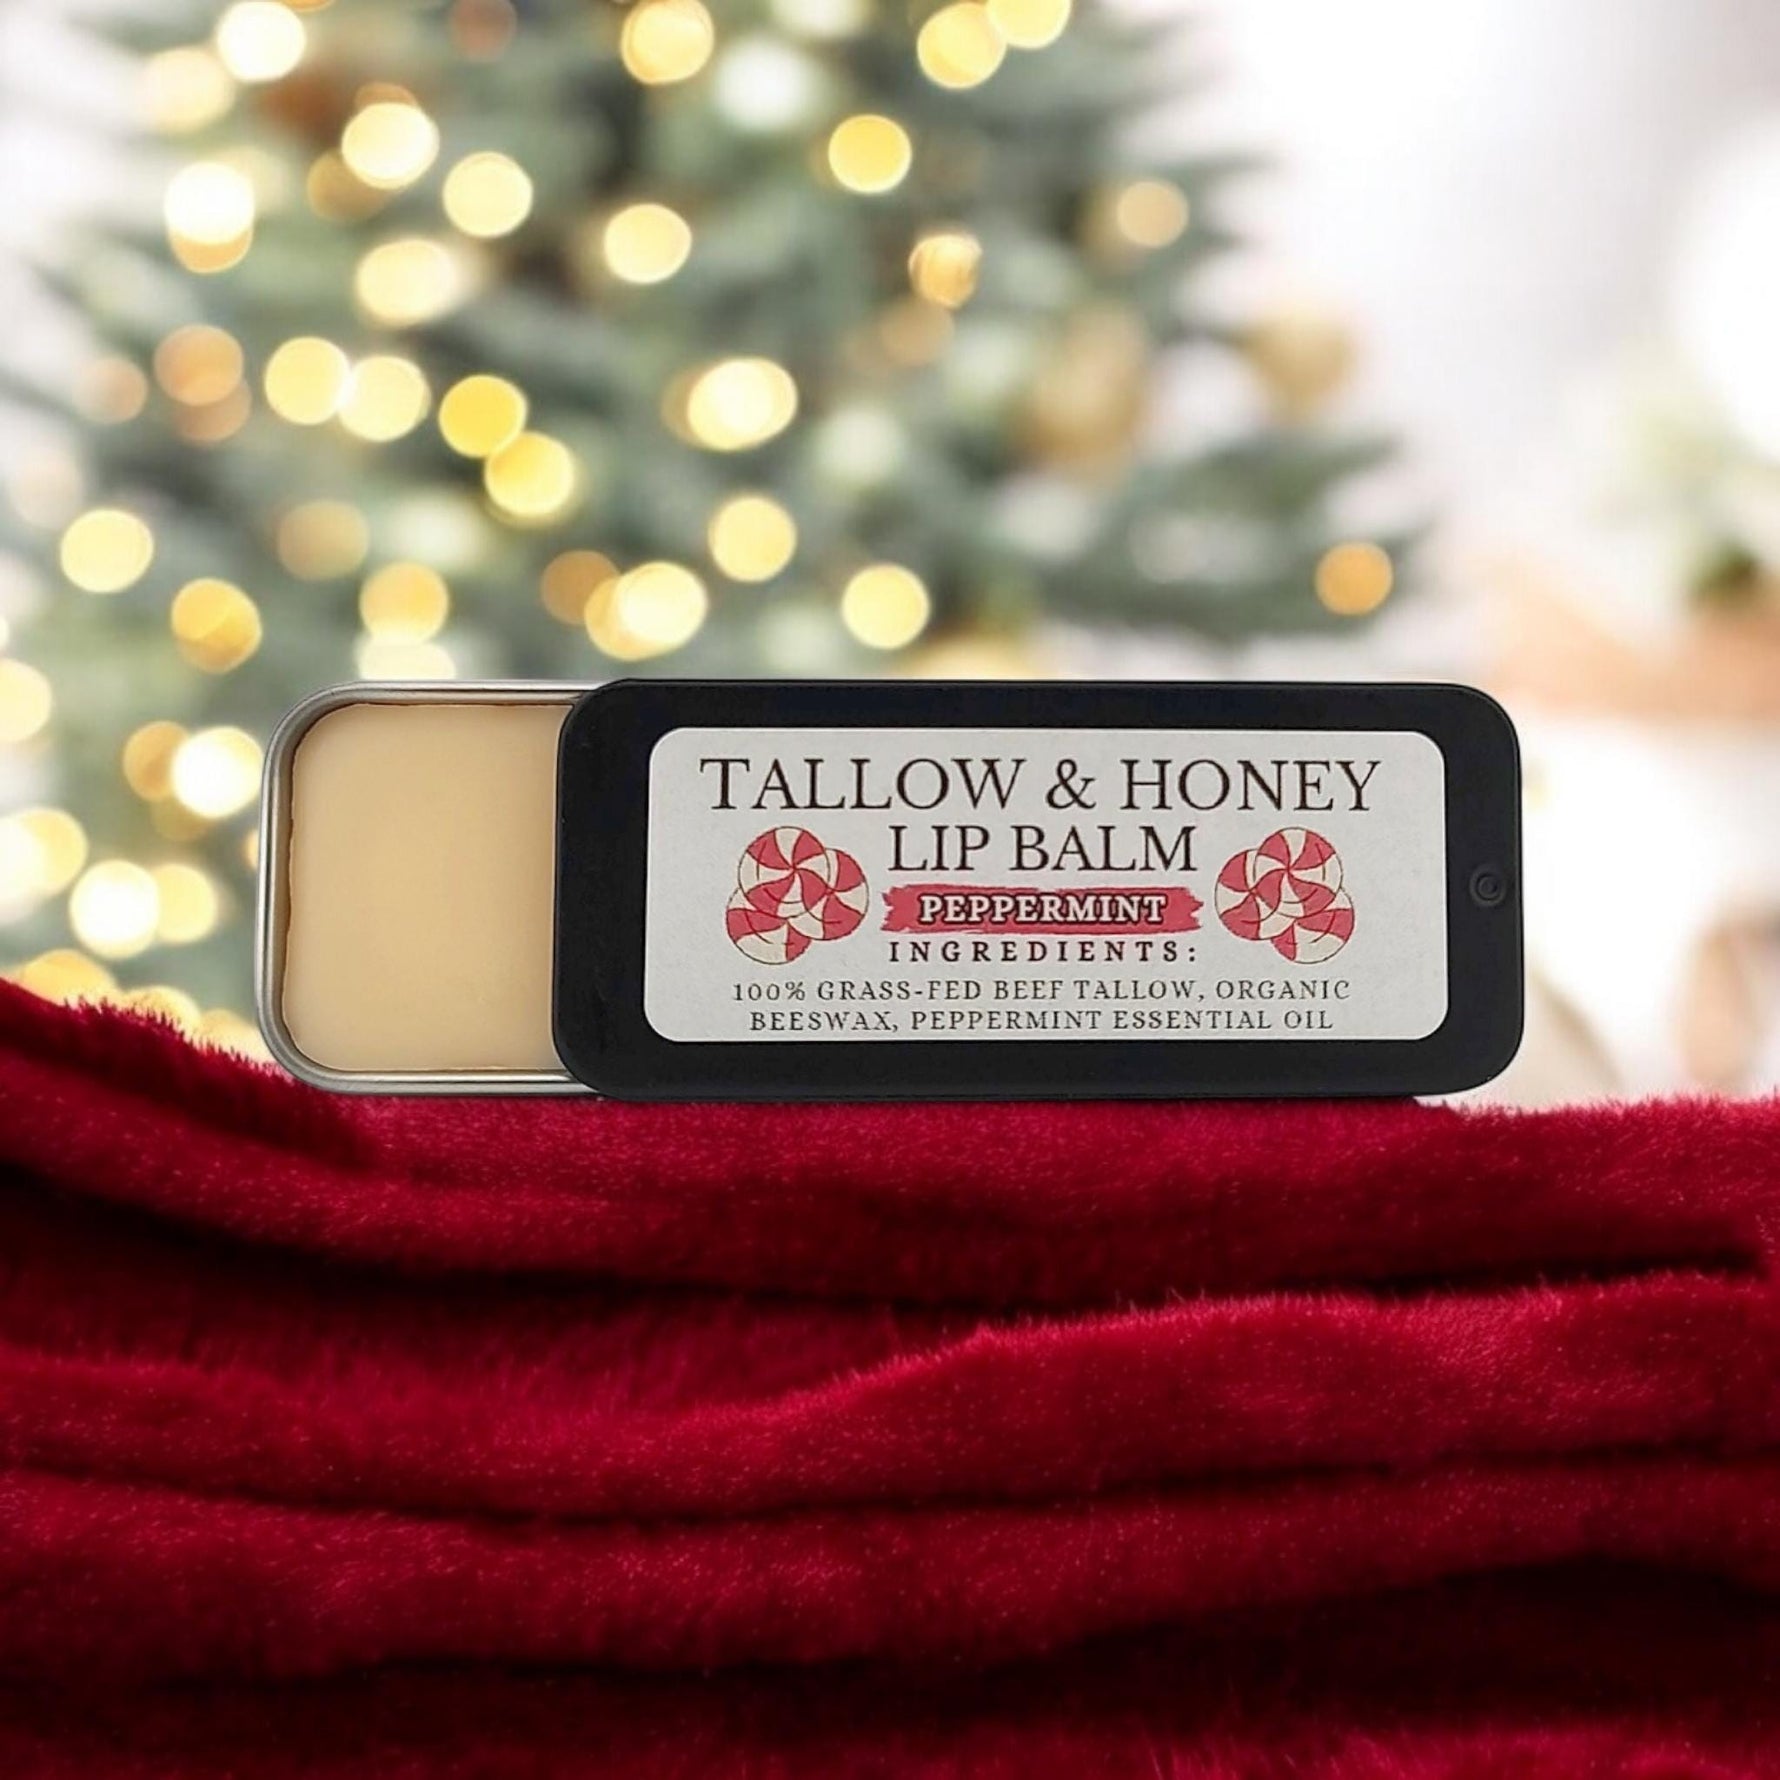 TALLOW & HONEY
LIP BALM
PEPPERMINT
INGREDIENTS:
100% GRASS-FED BEEF TALLOW, ORGANIC
BEESWAX, PEPPERMINT ESSENTIAL OIL